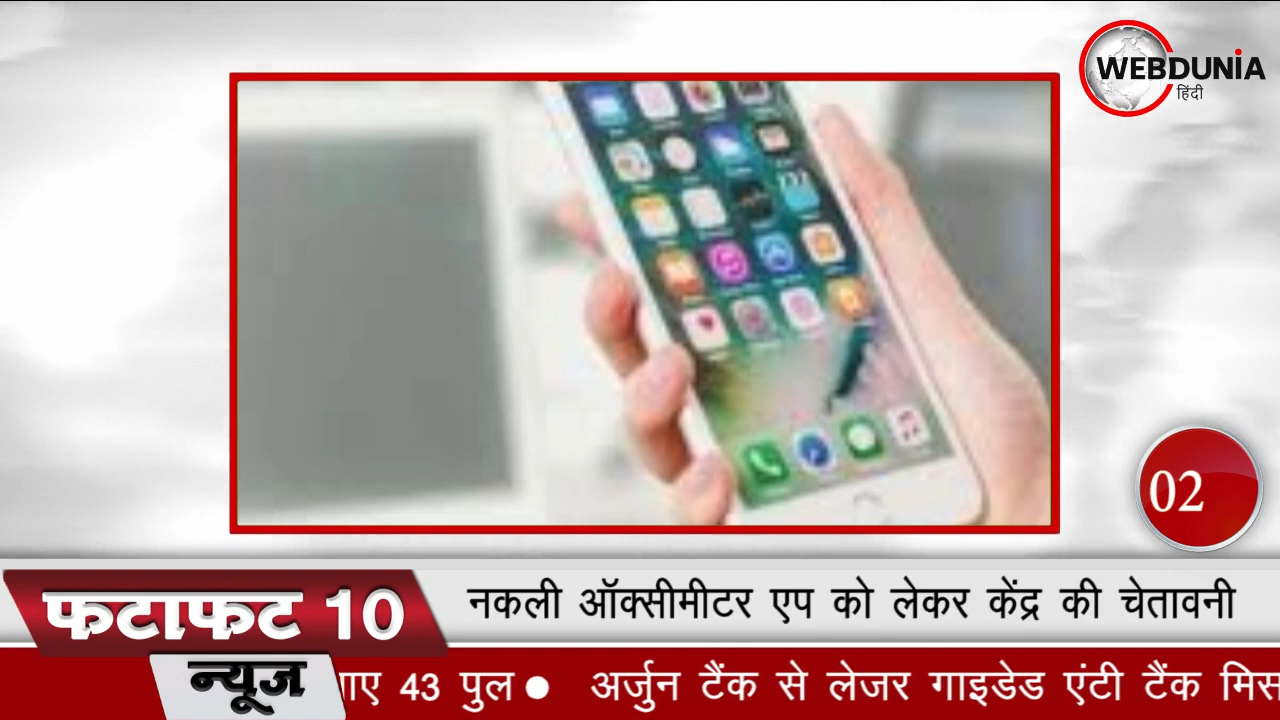 WEBDUNIA
हिंदी
02
फटाफट 10
न्यूज
नकली ऑक्सीमीटर एप को लेकर केंद्र की चेतावनी
43 पुल ● अर्जुन टैंक से लेजर गाइडेड एंटी टैंक